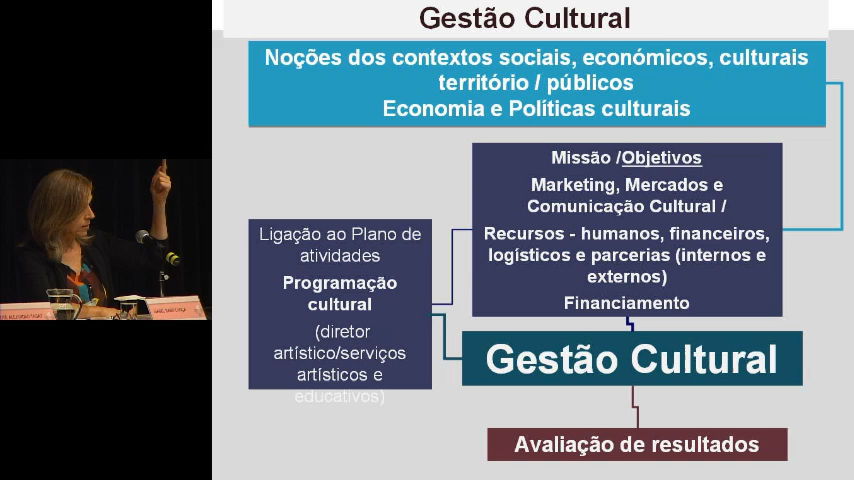 Gestão Cultural
Noções dos contextos sociais, económicos, culturais
território / públicos
Economia e Políticas culturais
Missão /Objetivos
Marketing, Mercados e
Comunicação Cultural /
Recursos - humanos, financeiros,
logísticos e parcerias (internos e
externos)
Financiamento
Ligação ao Plano de
atividades
Programação
cultural
(diretor
artístico/serviços
artísticos e
educativos)
Gestão Cultural
Avaliação de resultados